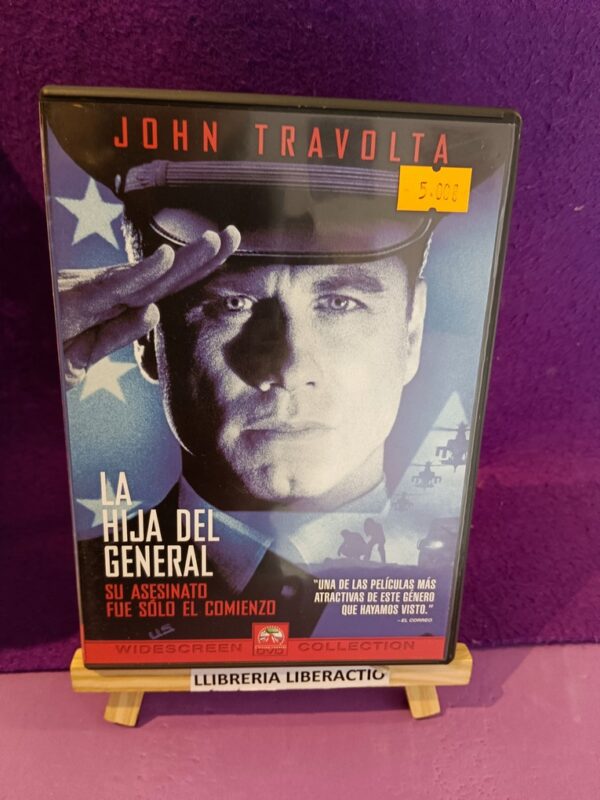 JOHN TRAVOLTA
5.00€
LA
HIJA DEL
GENERAL
SU ASESINATO
FUE SÓLO EL COMIENZO
"UNA DE LAS PELÍCULAS MÁS
ATRACTIVAS DE ESTE GÉNERO
QUE HAYAMOS VISTO."
–EL CORREO
U.S
WIDESCREEN DVD COLLECTION
LLIBRERIA LIBERACTIO